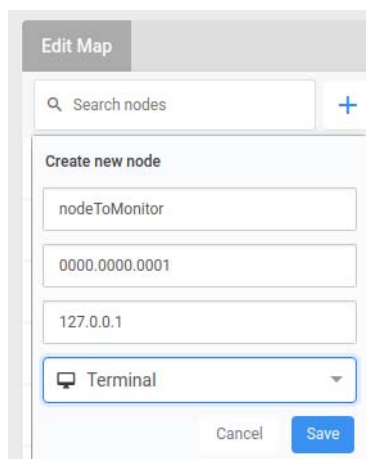 Edit Map
Search nodes
+
Create new node
nodeToMonitor
0000.0000.0001
127.0.0.1
Terminal
Cancel Save